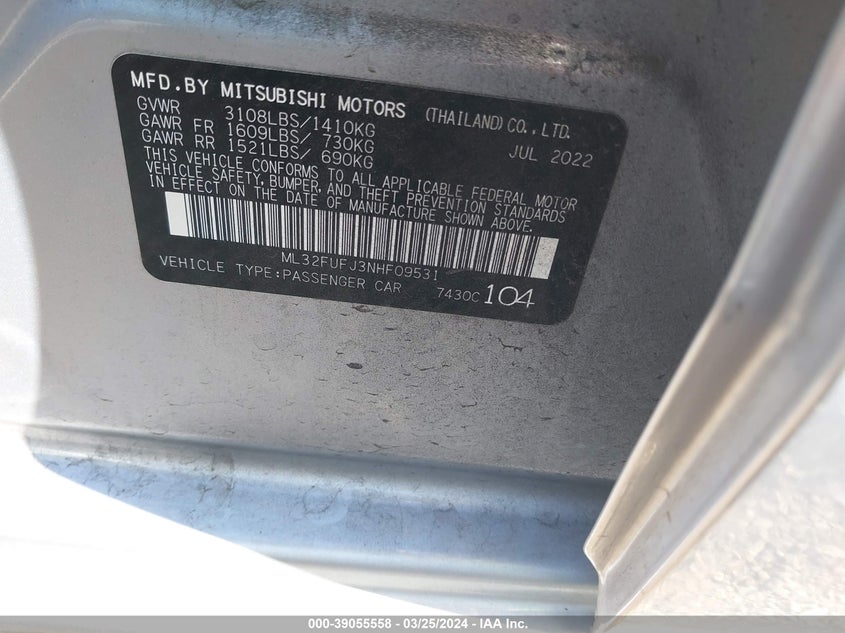 MFD.BY MITSUBISHI MOTORS (THAILAND) CO., LTD.
GVWR 3108LBS/1410KG
GAWR FR 1609LBS/ 730KG JUL 2022
GAWR RR 1521LBS/ 690KG
THIS VEHICLE CONFORMS TO ALL APPLICABLE FEDERAL MOTOR
VEHICLE SAFETY, BUMPER, AND THEFT PREVENTION STANDARDS
IN EFFECT ON THE DATE OF MANUFACTURE SHOWN ABOVE.
ML32FUFJ3NHF09531
VEHICLE TYPE:PASSENGER CAR 7430C 104
000-39055558 - 03/25/2024 - IAA Inc.